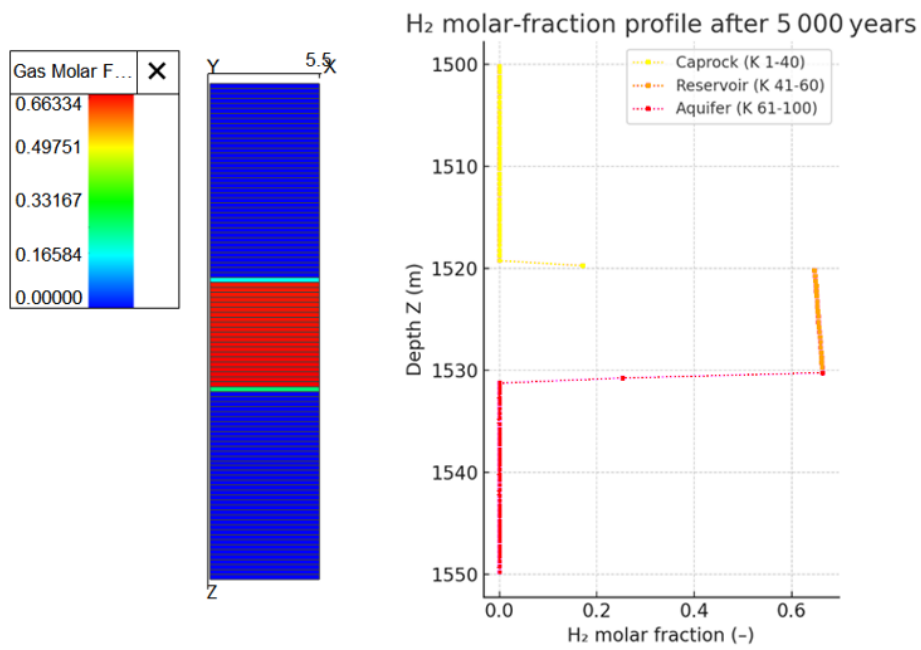 Gas Molar F... ✕
0.66334
0.49751
0.33167
0.16584
0.00000
Y
5.5
X
Z
H₂ molar-fraction profile after 5 000 years
Caprock (K 1-40)
Reservoir (K 41-60)
Aquifer (K 61-100)
Depth Z (m)
1500
1510
1520
1530
1540
1550
0.0 0.2 0.4 0.6
H₂ molar fraction (–)